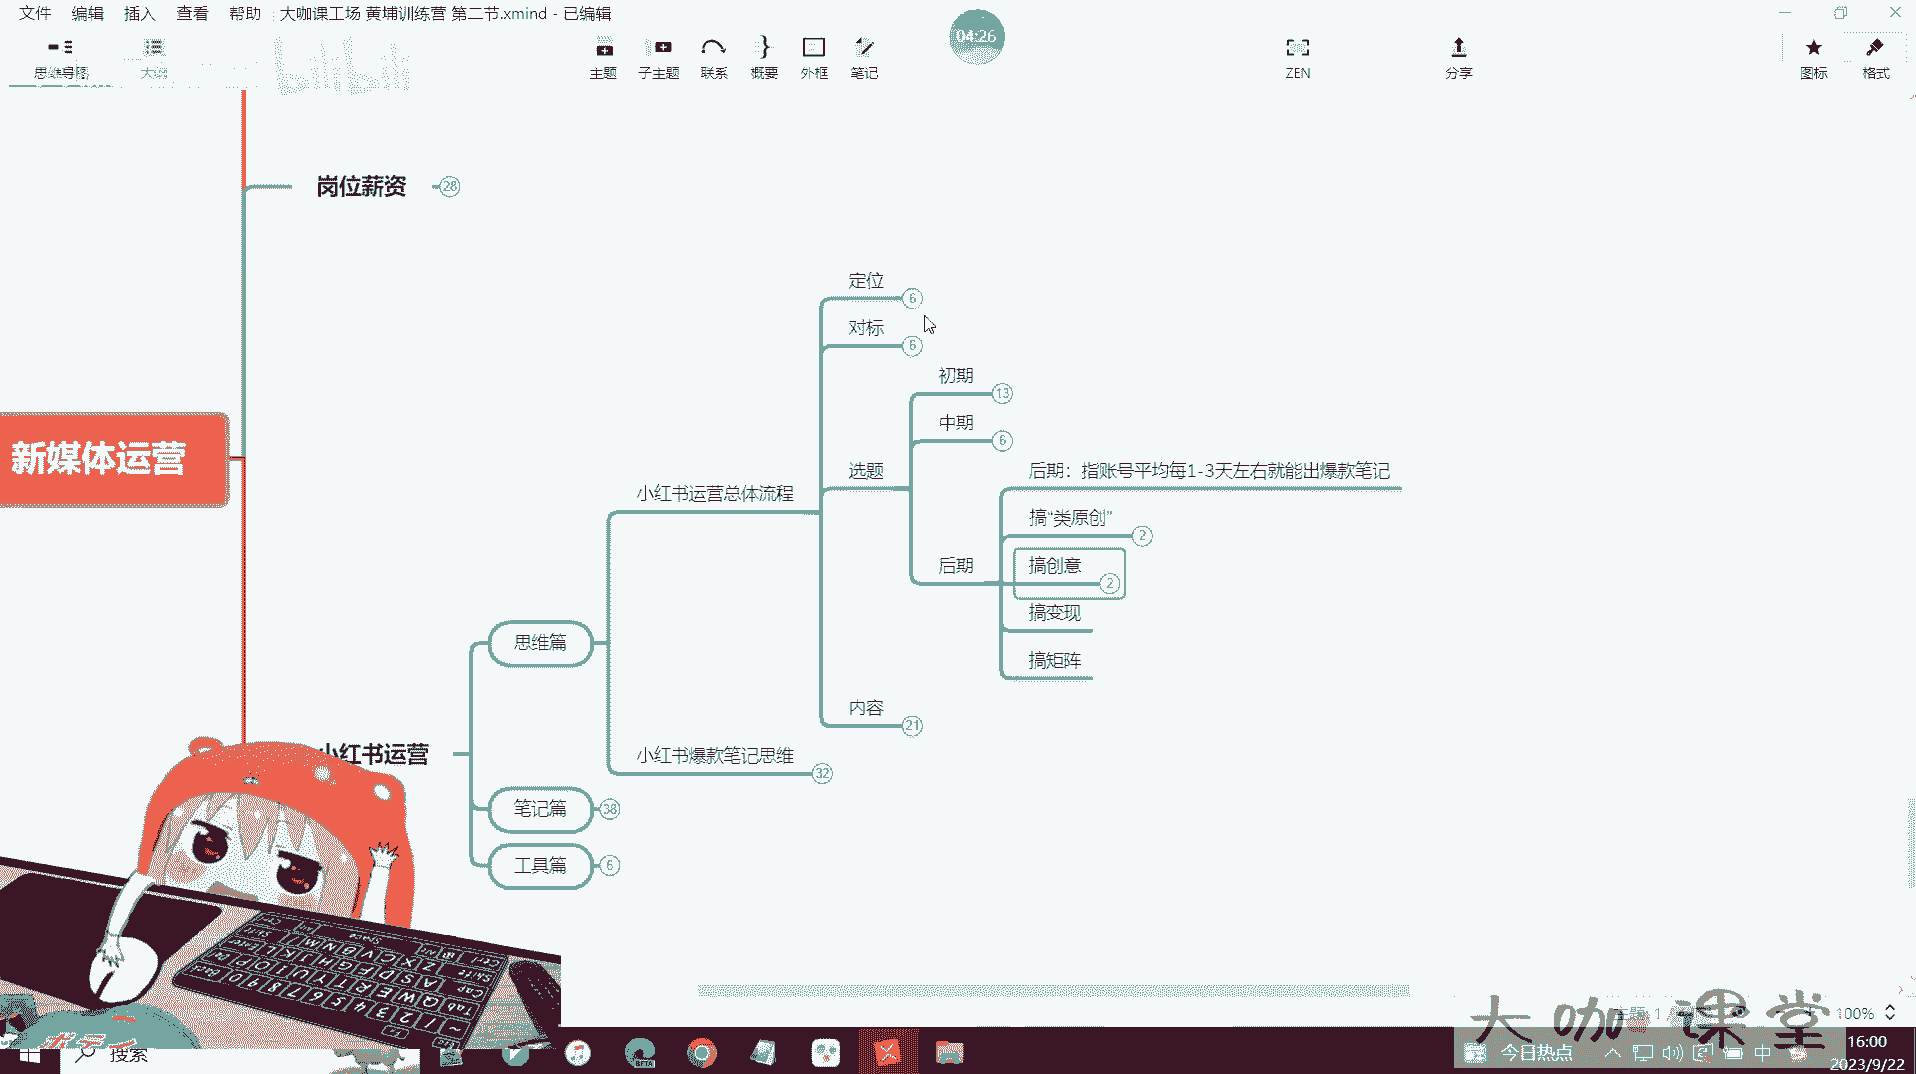 文件 编辑 插入 查看 帮助 大咖课工场 黄埔训练营 第二节.xmind - 已编辑
思维导图 大纲 bilibili 主题 子主题 联系 概要 外框 笔记 04:26 ZEN 分享 图标 格式
岗位薪资 28
定位 6
对标 6
初期 13
中期 6
选题
后期：指账号平均每1-3天左右就能出爆款笔记
新媒体运营
小红书运营总体流程
搞“类原创” 2
后期
搞创意 2
搞变现
思维篇
搞矩阵
内容 21
小红书运营
小红书爆款笔记思维 32
笔记篇 38
工具篇 6
大咖课堂
100%
搜索
今日热点
中
16:00
2023/9/22